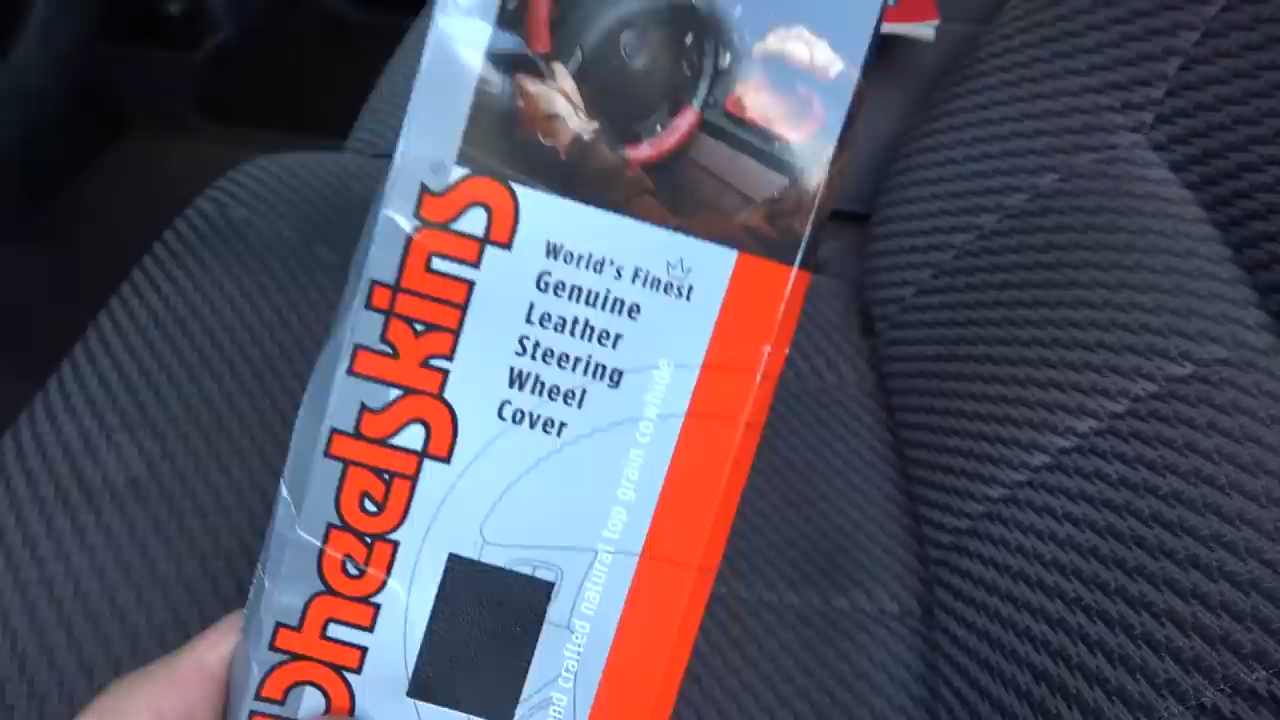 Wheelskins
World's Finest
Genuine
Leather
Steering
Wheel
Cover
crafted natural top grain cowhide